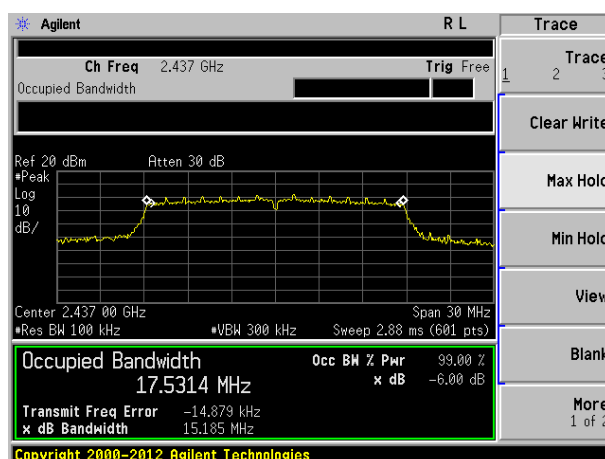 Agilent R L Trace
Ch Freq 2.437 GHz Trig Free
Occupied Bandwidth
Trace
1 2 3
Clear Write
Max Hold
Min Hold
View
Blank
More
1 of 2
Ref 20 dBm Atten 30 dB
#Peak
Log
10
dB/
Center 2.437 00 GHz Span 30 MHz
#Res BW 100 kHz #VBW 300 kHz Sweep 2.88 ms (601 pts)
Occupied Bandwidth Occ BW % Pwr 99.00 %
17.5314 MHz x dB -6.00 dB
Transmit Freq Error -14.879 kHz
x dB Bandwidth 15.185 MHz
Copyright 2000-2012 Agilent Technologies